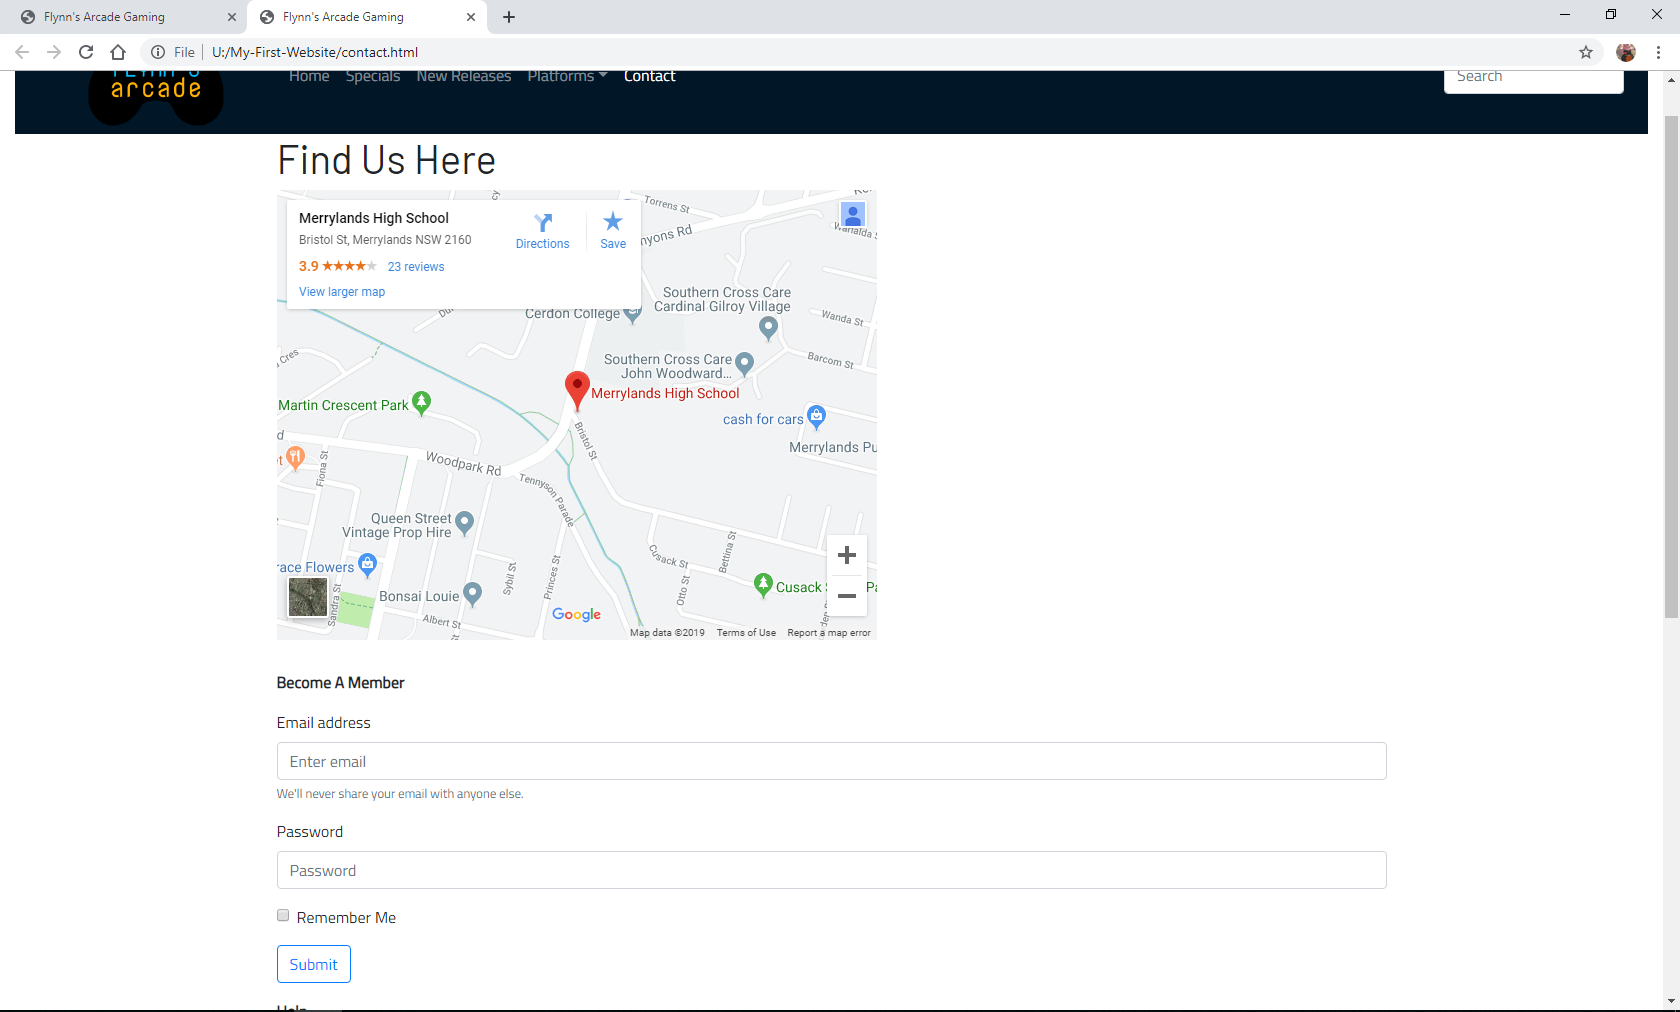 Flynn's Arcade Gaming
Flynn's Arcade Gaming
File
U:/My-First-Website/contact.html
FLYNN'S
arcade
Home
Specials
New Releases
Platforms
Contact
Search
Find Us Here
Merrylands High School
Bristol St, Merrylands NSW 2160
3.9
23 reviews
View larger map
Directions
Save
Torrens St
nyons Rd
Warialda St
Southern Cross Care
Cardinal Gilroy Village
Cerdon College
Wanda St
Barcom St
Southern Cross Care
John Woodward...
Cres
Merrylands High School
Martin Crescent Park
cash for cars
Merrylands Pu
Bristol St
Woodpark Rd
Fiona St
Tennyson Parade
Queen Street
Vintage Prop Hire
Cusack St
Bettina St
race Flowers
Princes St
Sybil St
Otto St
Cusack S
Bonsai Louie
Sandra St
Albert St
Google
Map data ©2019
Terms of Use
Report a map error
Become A Member
Email address
Enter email
We'll never share your email with anyone else.
Password
Password
Remember Me
Submit
Help